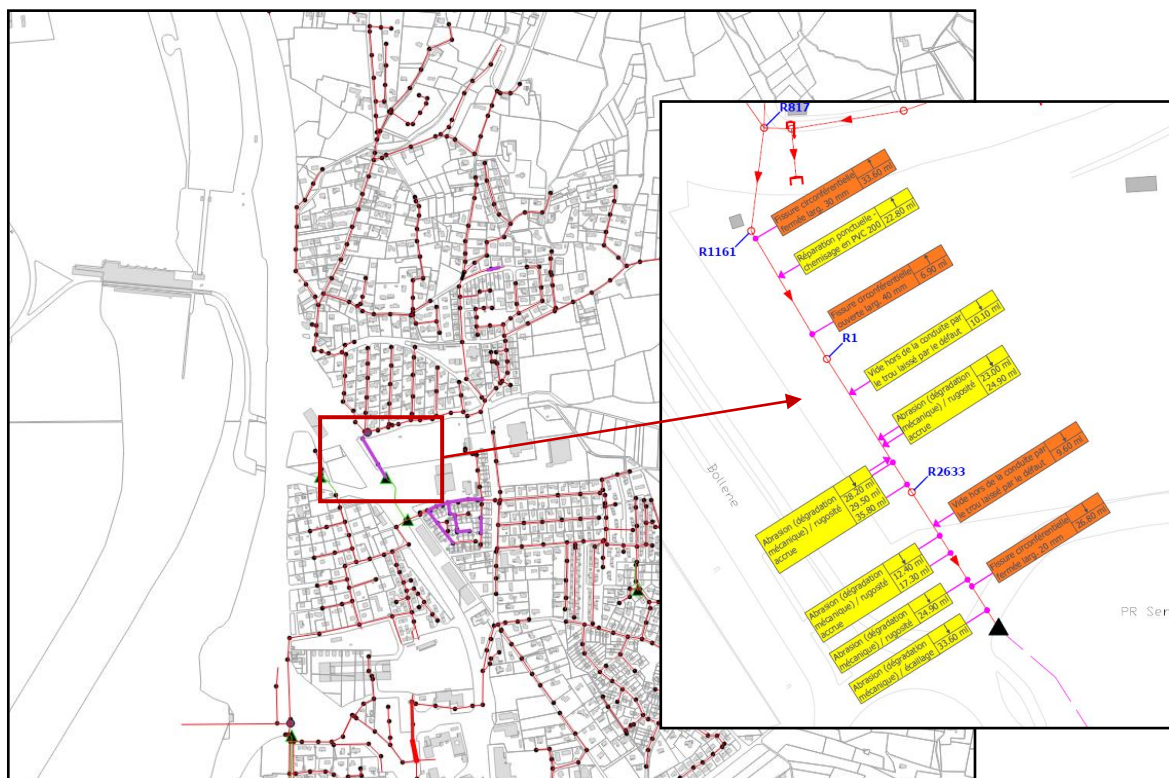 R817
Fissure circonférentielle
fermée larg. 30 mm
33.60 ml
Réparation ponctuelle -
chemisage en PVC 200
22.80 ml
R1161
Fissure circonférentielle
ouverte larg. 40 mm
6.90 ml
R1
Vide hors de la conduite par
le trou laissé par le défaut
10.10 ml
Abrasion (dégradation
mécanique) / rugosité
accrue
23.00 ml
24.90 ml
Bollene
R2633
Abrasion (dégradation
mécanique) / rugosité
accrue
28.20 ml
29.50 ml
35.80 ml
Vide hors de la conduite par
le trou laissé par le défaut
9.60 ml
Fissure circonférentielle
fermée larg. 20 mm
26.80 ml
Abrasion (dégradation
mécanique) / rugosité
accrue
12.40 ml
17.30 ml
Abrasion (dégradation
mécanique) / rugosité
24.90 ml
Abrasion (dégradation
mécanique) / écaillage
33.60 ml
PR Ser